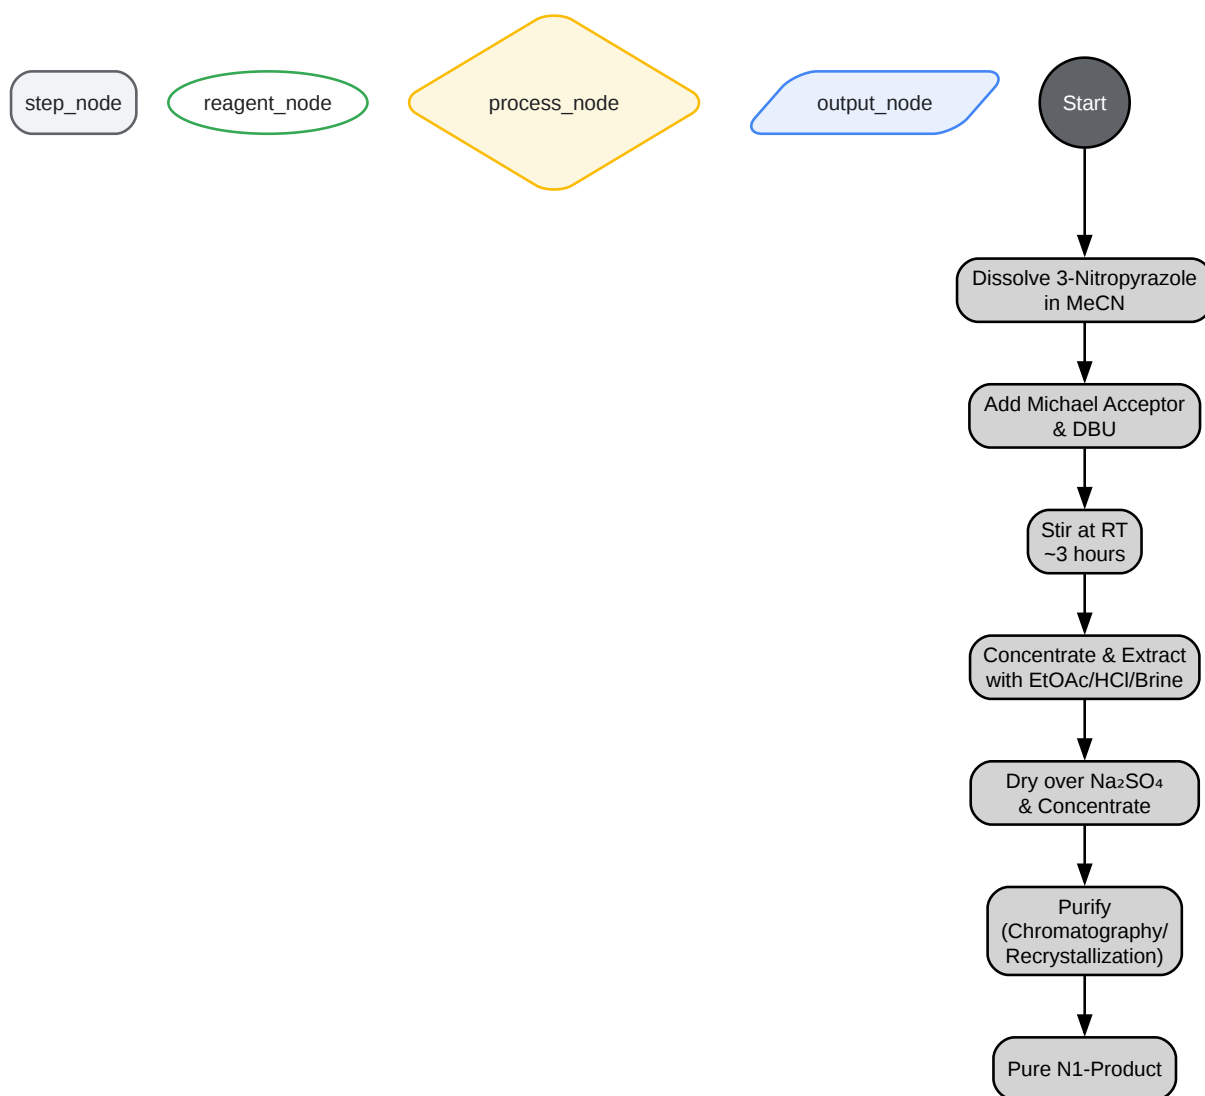 step_node
reagent_node
process_node
output_node
Start
Dissolve 3-Nitropyrazole
in MeCN
Add Michael Acceptor
& DBU
Stir at RT
~3 hours
Concentrate & Extract
with EtOAc/HCl/Brine
Dry over Na₂SO₄
& Concentrate
Purify
(Chromatography/
Recrystallization)
Pure N1-Product